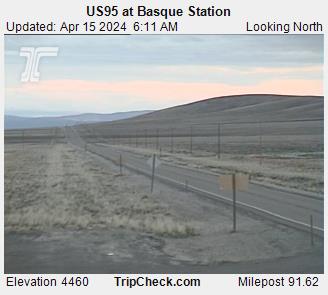 US95 at Basque Station
Updated: Apr 15 2024 6:11 AM Looking North
Elevation 4460 TripCheck.com Milepost 91.62